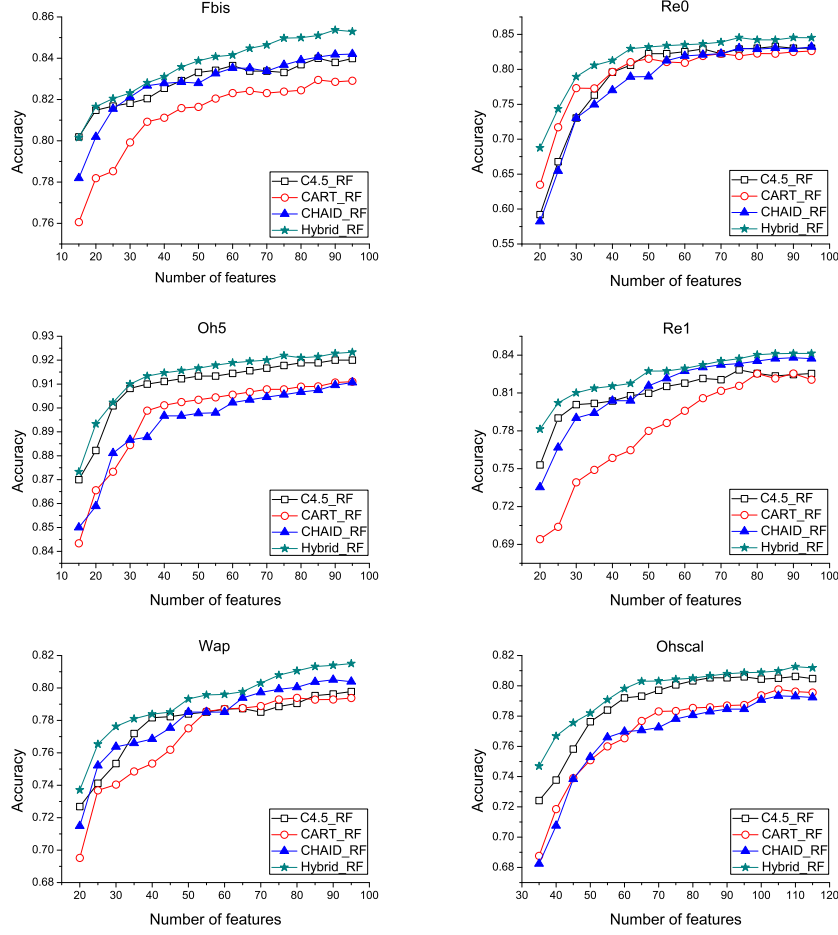 Fbis
0.86
0.84
0.82
0.80
0.78
0.76
Accuracy
C4.5_RF
CART_RF
CHAID_RF
Hybrid_RF
10 20 30 40 50 60 70 80 90 100
Number of features
Re0
0.85
0.80
0.75
0.70
0.65
0.60
0.55
Accuracy
C4.5_RF
CART_RF
CHAID_RF
Hybrid_RF
20 30 40 50 60 70 80 90 100
Number of features
Oh5
0.93
0.92
0.91
0.90
0.88
0.87
0.86
0.85
0.84
Accuracy
C4.5_RF
CART_RF
CHAID_RF
Hybrid_RF
10 20 30 40 50 60 70 80 90 100
Number of features
Re1
0.84
0.81
0.78
0.75
0.72
0.69
Accuracy
C4.5_RF
CART_RF
CHAID_RF
Hybrid_RF
20 30 40 50 60 70 80 90 100
Number of features
Wap
0.82
0.80
0.78
0.76
0.74
0.72
0.70
0.68
Accuracy
C4.5_RF
CART_RF
CHAID_RF
Hybrid_RF
20 30 40 50 60 70 80 90 100
Number of features
Ohscal
0.82
0.80
0.78
0.76
0.74
0.72
0.70
0.68
Accuracy
C4.5_RF
CART_RF
CHAID_RF
Hybrid_RF
30 40 50 60 70 80 90 100 110 120
Number of features